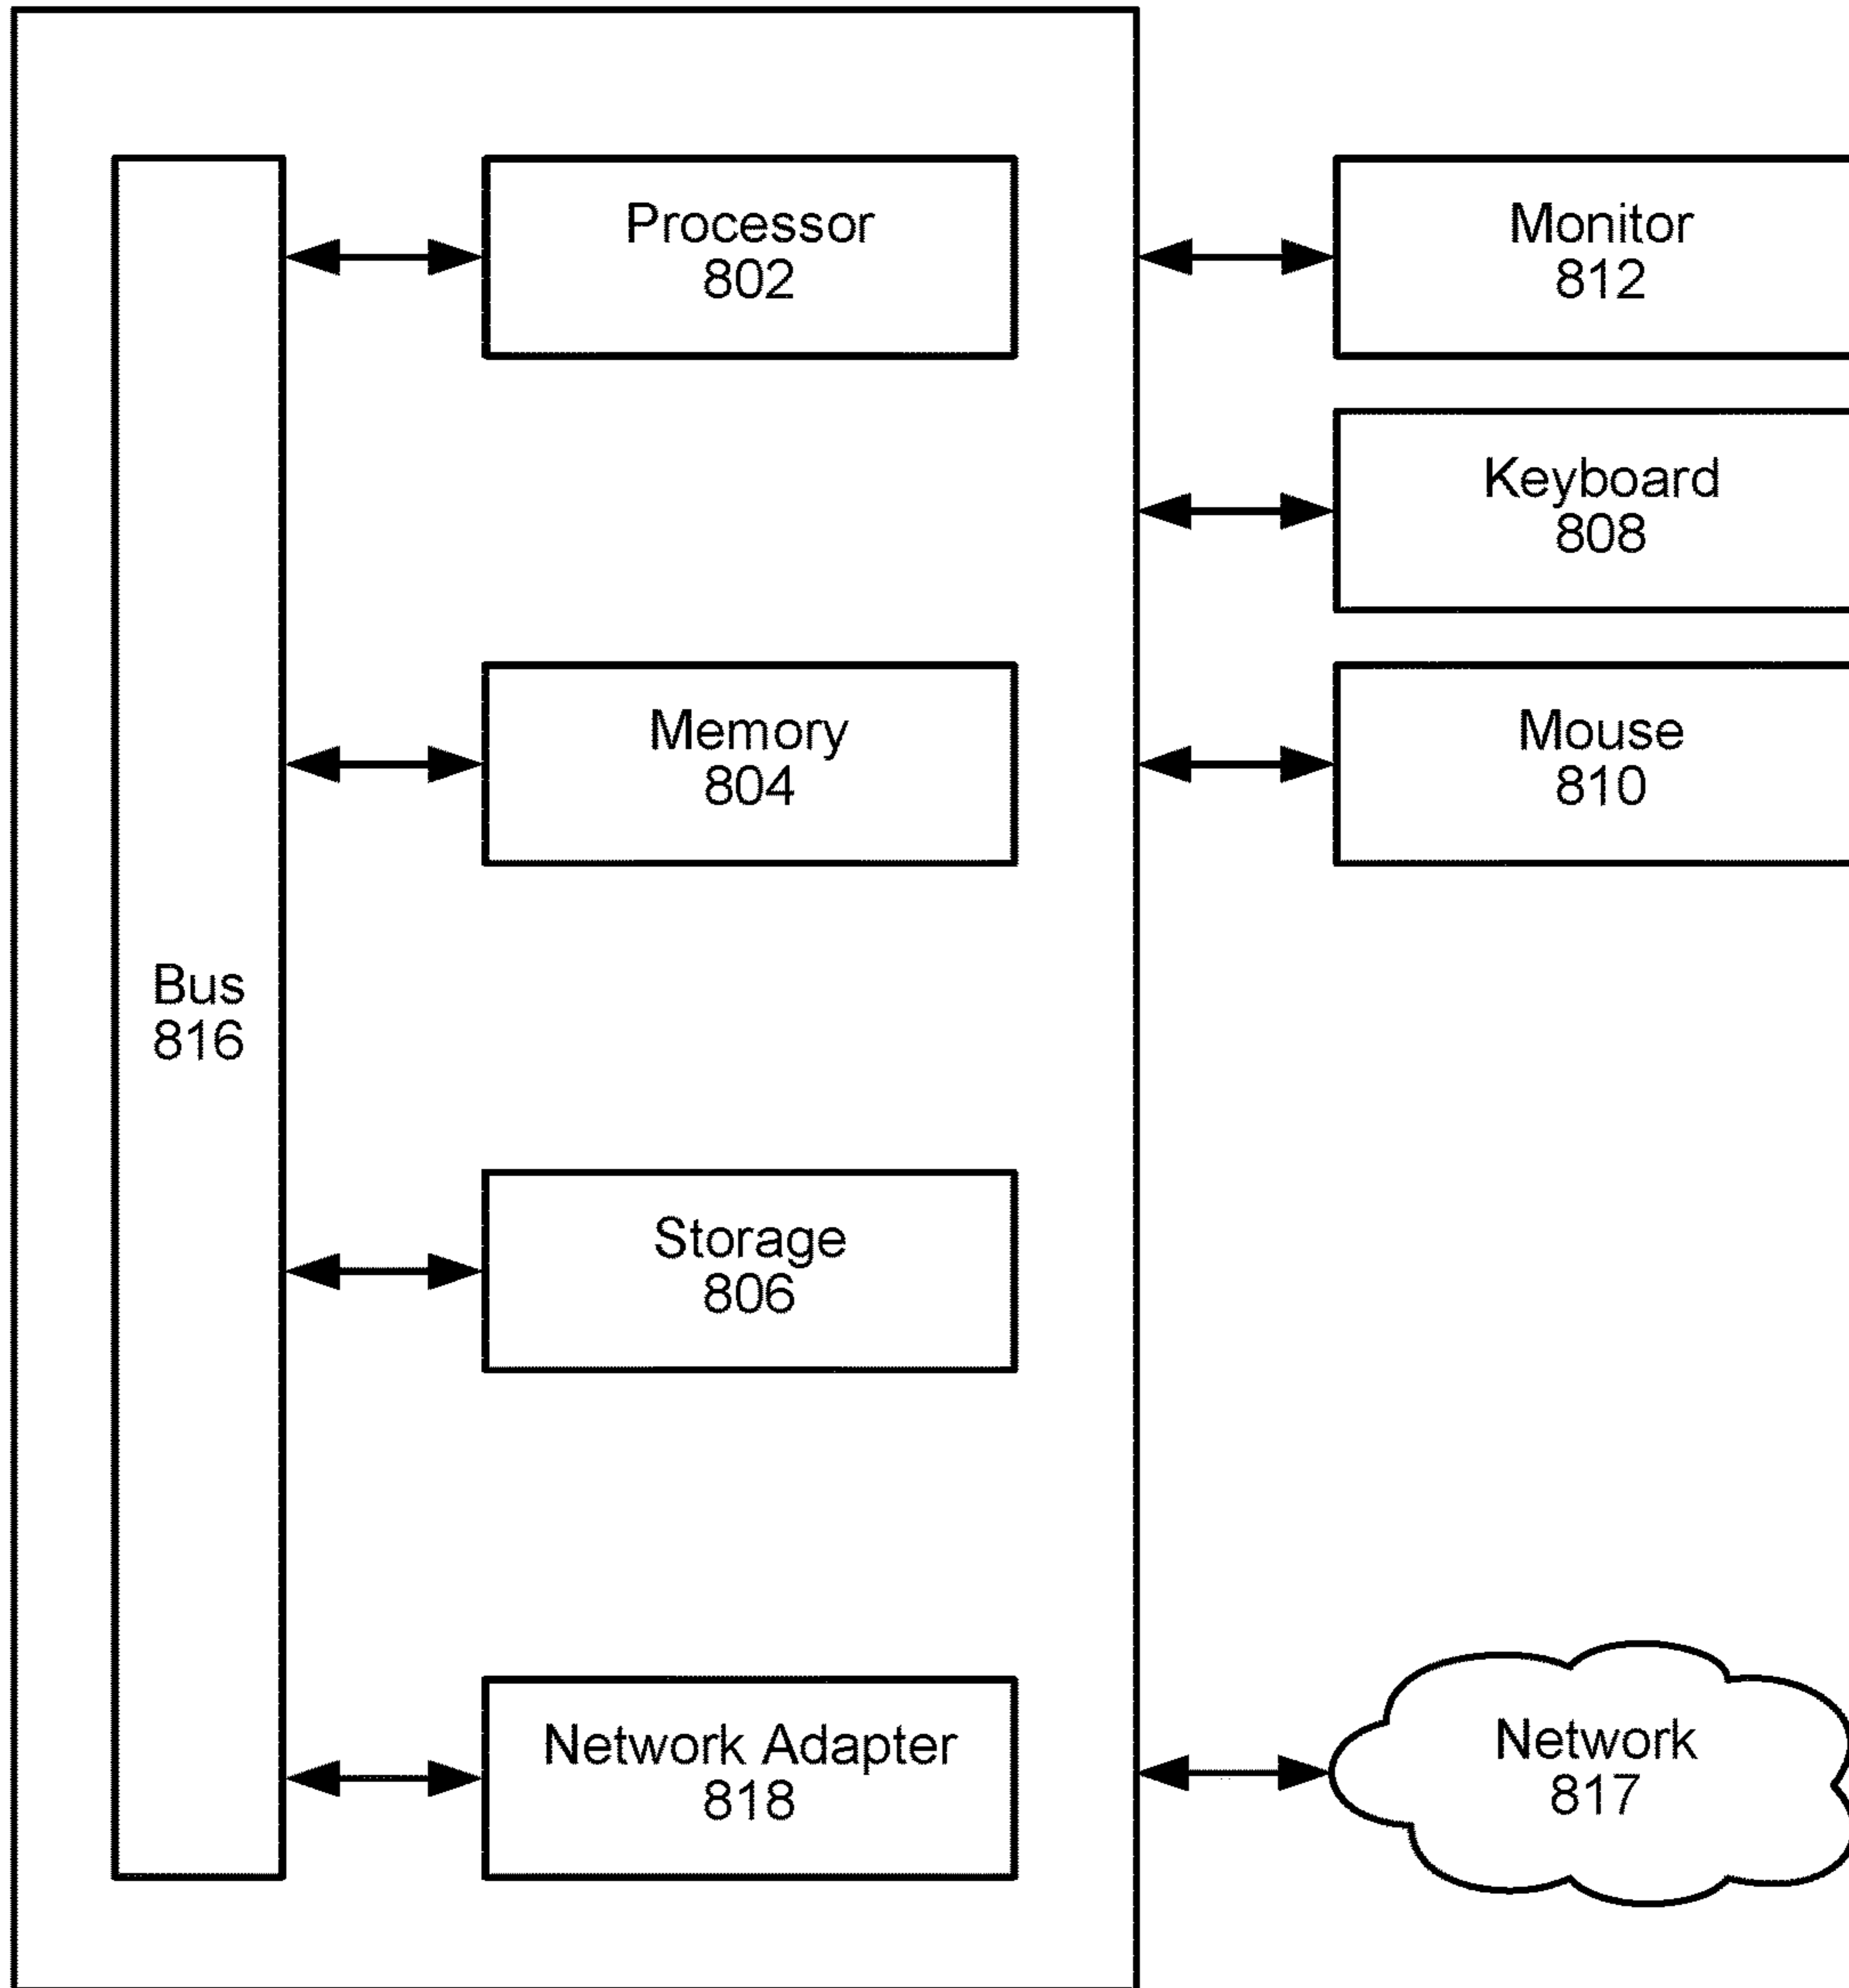 Processor
802
Monitor
812
Keyboard
808
Memory
804
Mouse
810
Bus
816
Storage
806
Network Adapter
818
Network
817